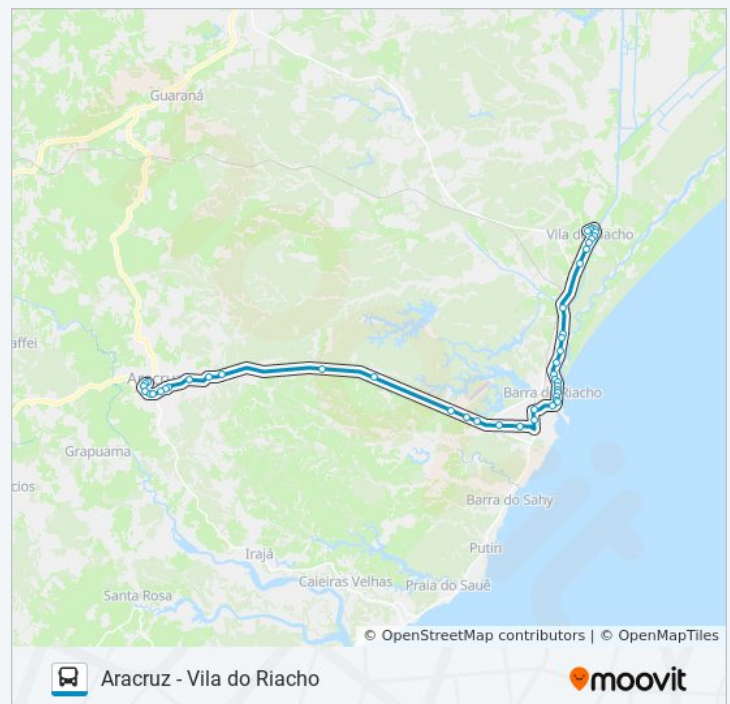 Guaraná
Vila do Riacho
affei
Aracruz
Barra do Riacho
Grapuama
cios
Barra do Sahy
Putiri
Irajá
Caieiras Velhas
Praia do Sauê
Santa Rosa
© OpenStreetMap contributors | © OpenMapTiles
Aracruz - Vila do Riacho
moovit